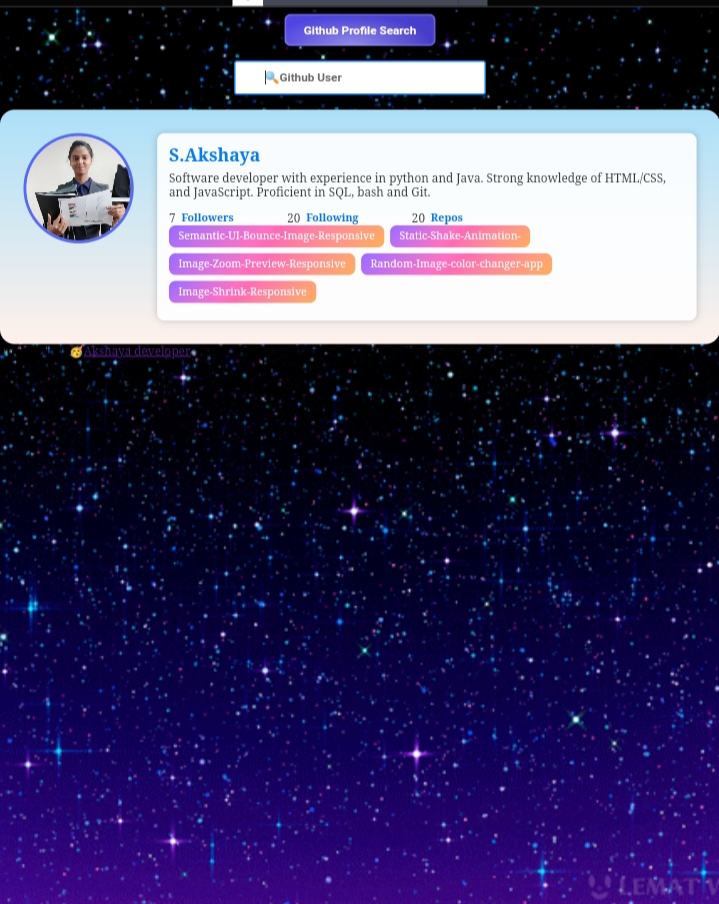 Github Profile Search
🔍Github User
S.Akshaya
Software developer with experience in python and Java. Strong knowledge of HTML/CSS,
and JavaScript. Proficient in SQL, bash and Git.
7 Followers 20 Following 20 Repos
Semantic-UI-Bounce-Image-Responsive Static-Shake-Animation-
Image-Zoom-Preview-Responsive Random-Image-color-changer-app
Image-Shrink-Responsive
🥳Akshaya developer
LEMAT